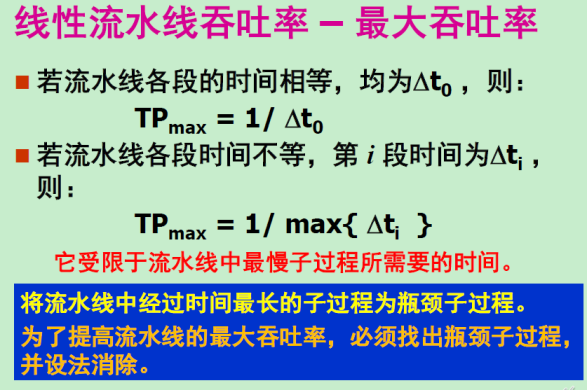 线性流水线吞吐率 – 最大吞吐率
■ 若流水线各段的时间相等，均为Δt0 ，则：
TPmax = 1/ Δt0
■ 若流水线各段时间不等，第 i 段时间为Δti ，
则：
TPmax = 1/ max{ Δti }
它受限于流水线中最慢子过程所需要的时间。
将流水线中经过时间最长的子过程为瓶颈子过程。
为了提高流水线的最大吞吐率，必须找出瓶颈子过程，
并设法消除。